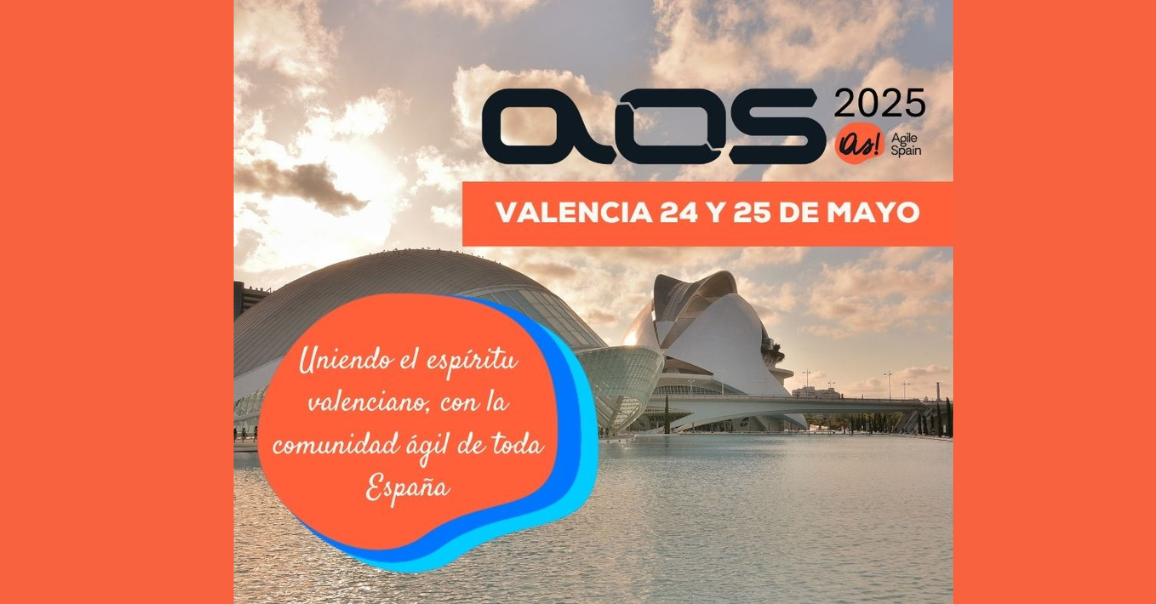 aos 2025
As! Agile
Spain
VALENCIA 24 Y 25 DE MAYO
Uniendo el espíritu
valenciano, con la
comunidad ágil de toda
España